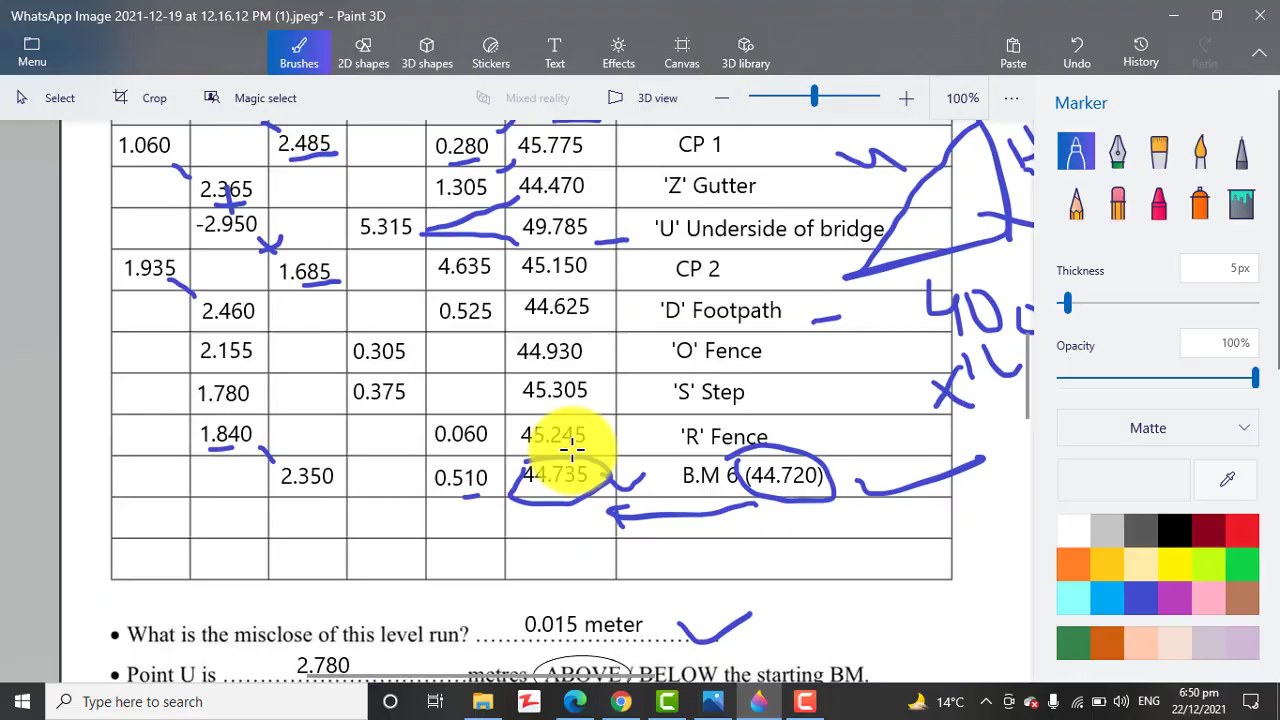 WhatsApp Image 2021-12-19 at 12.16.12 PM (1).jpeg* - Paint 3D
Menu
Brushes
2D shapes
3D shapes
Stickers
Text
Effects
Canvas
3D library
Paste
Undo
History
Redo
Select
Crop
Magic select
Mixed reality
3D view
100%
Marker
Thickness
5px
Opacity
100%
Matte
1.060 2.485 0.280 45.775 CP 1
2.365 1.305 44.470 'Z' Gutter
-2.950 5.315 49.785 'U' Underside of bridge
1.935 1.685 4.635 45.150 CP 2
2.460 0.525 44.625 'D' Footpath
2.155 0.305 44.930 'O' Fence
1.780 0.375 45.305 'S' Step
1.840 0.060 45.245 'R' Fence
2.350 0.510 44.735 B.M 6 (44.720)
• What is the misclose of this level run? 0.015 meter
• Point U is 2.780 metres ABOVE / BELOW the starting BM.
Type here to search
14°C
ENG
6:50 pm
22/12/2021